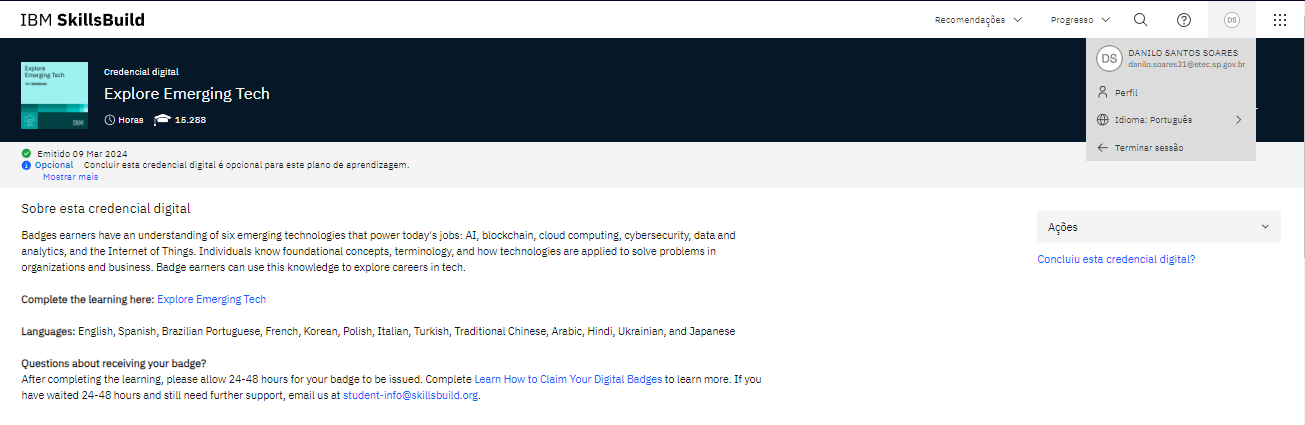 IBM SkillsBuild
Recomendações
Progresso
DS
DS
DANILO SANTOS SOARES
danilo.soares31@etec.sp.gov.br
Perfil
Idioma: Português
Terminar sessão
Explore
Emerging Tech
IBM
Credencial digital
Explore Emerging Tech
Horas 15.288
Emitido 09 Mar 2024
Opcional Concluir esta credencial digital é opcional para este plano de aprendizagem.
Mostrar mais
Sobre esta credencial digital
Badges earners have an understanding of six emerging technologies that power today's jobs: AI, blockchain, cloud computing, cybersecurity, data and
analytics, and the Internet of Things. Individuals know foundational concepts, terminology, and how technologies are applied to solve problems in
organizations and business. Badge earners can use this knowledge to explore careers in tech.
Complete the learning here: Explore Emerging Tech
Languages: English, Spanish, Brazilian Portuguese, French, Korean, Polish, Italian, Turkish, Traditional Chinese, Arabic, Hindi, Ukrainian, and Japanese
Questions about receiving your badge?
After completing the learning, please allow 24-48 hours for your badge to be issued. Complete Learn How to Claim Your Digital Badges to learn more. If you
have waited 24-48 hours and still need further support, email us at student-info@skillsbuild.org.
Ações
Concluiu esta credencial digital?